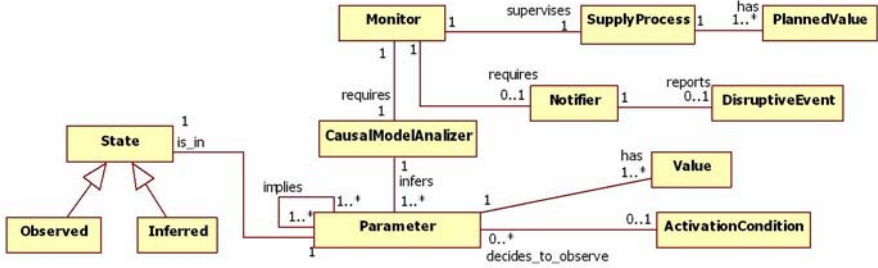 supervises
has
Monitor
1
1
SupplyProcess
1
1..*
PlannedValue
1
1
requires
reports
requires
0..1
Notifier
1
0..1
DisruptiveEvent
1
1
CausalModelAnalizer
State
is_in
1
infers
has
1..*
Value
implies
1..*
1..*
1..*
1
Observed
Inferred
Parameter
0..1
ActivationCondition
1
0..*
decides_to_observe